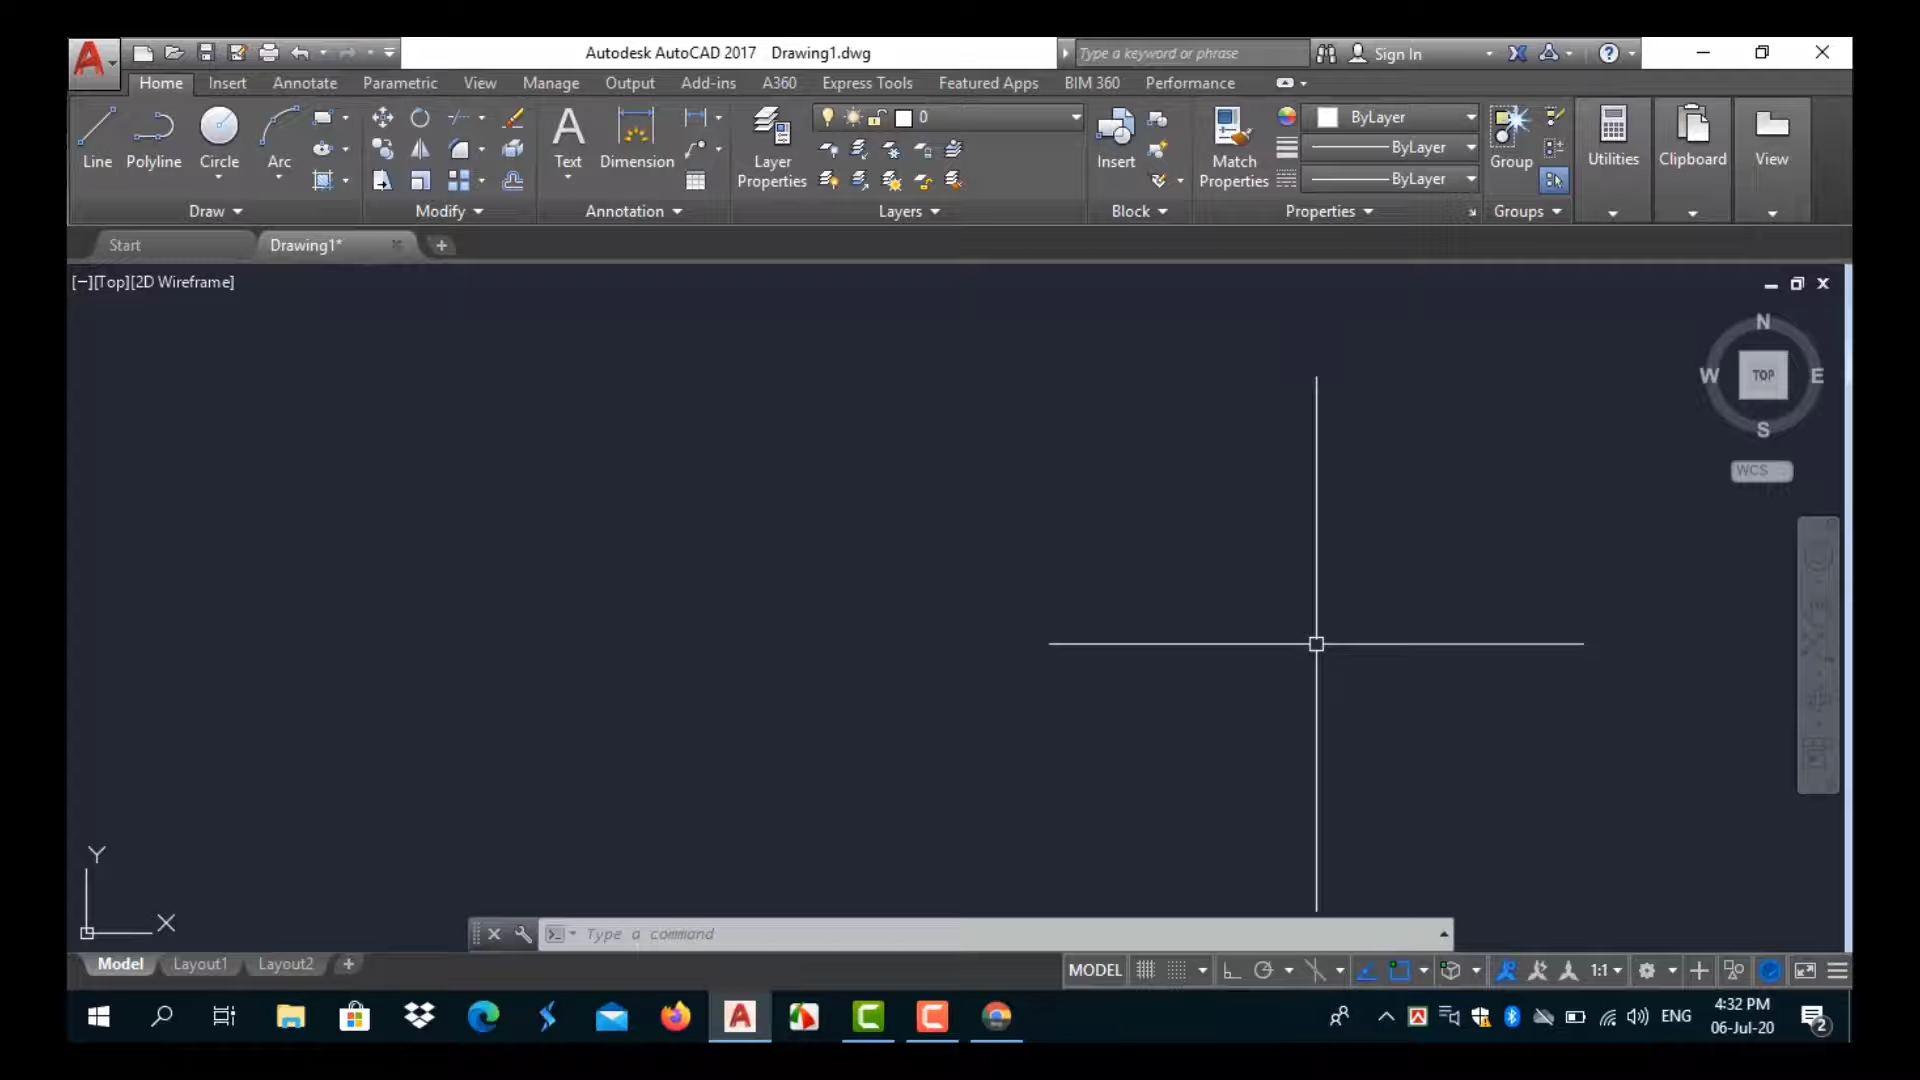 Autodesk AutoCAD 2017 Drawing1.dwg
Type a keyword or phrase
Sign In
Home Insert Annotate Parametric View Manage Output Add-ins A360 Express Tools Featured Apps BIM 360 Performance
0
ByLayer
ByLayer
ByLayer
Line Polyline Circle Arc
Text Dimension
Layer Properties
Insert
Match Properties
Group
Utilities Clipboard View
Draw Modify Annotation Layers Block Properties Groups
Start Drawing1* +
[−][Top][2D Wireframe]
N
W TOP E
S
WCS
Y
X
Type a command
Model Layout1 Layout2 +
MODEL 1:1
ENG
4:32 PM
06-Jul-20
2